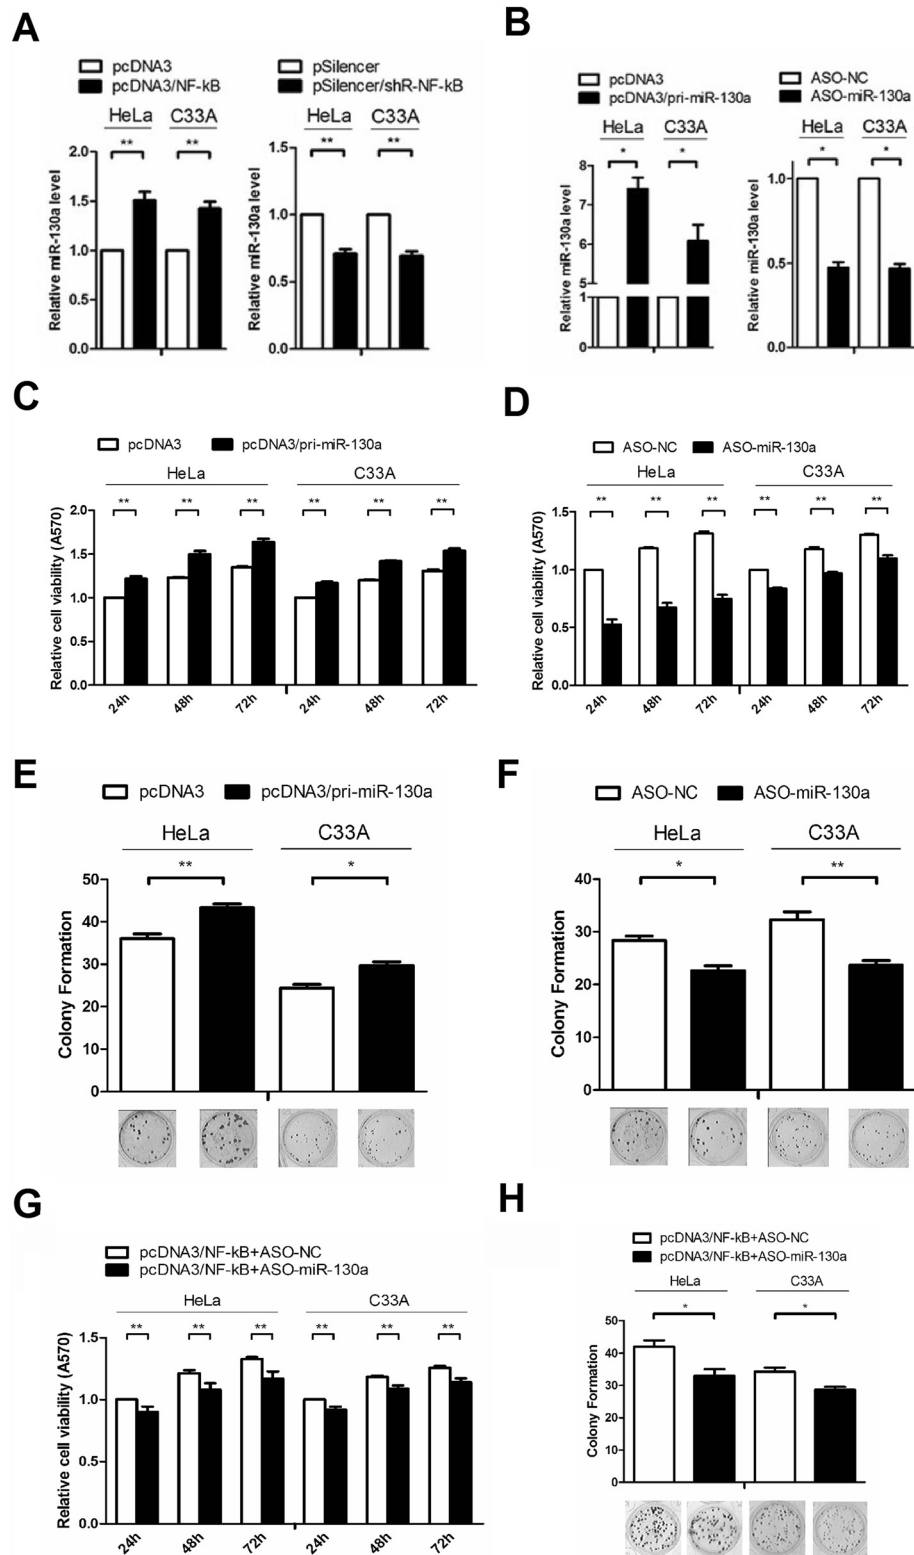 A
pcDNA3
pcDNA3/NF-kB
HeLa C33A
** **
Relative miR-130a level
2.0
1.5
1.0
0.5
0.0
pSilencer
pSilencer/shR-NF-kB
HeLa C33A
** **
Relative miR-130a level
1.5
1.0
0.5
0.0
B
pcDNA3
pcDNA3/pri-miR-130a
HeLa C33A
* *
Relative miR-130a level
8
7
6
5
1
0
ASO-NC
ASO-miR-130a
HeLa C33A
* *
Relative miR-130a level
1.0
0.5
0.0
C
pcDNA3 pcDNA3/pri-miR-130a
HeLa C33A
** ** ** ** ** **
Relative cell viability (A570)
2.0
1.5
1.0
0.5
0.0
24h 48h 72h 24h 48h 72h
D
ASO-NC ASO-miR-130a
HeLa C33A
** ** ** ** ** **
Relative cell viability (A570)
1.5
1.0
0.5
0.0
24h 48h 72h 24h 48h 72h
E
pcDNA3 pcDNA3/pri-miR-130a
HeLa C33A
** *
Colony Formation
50
40
30
20
10
0
F
ASO-NC ASO-miR-130a
HeLa C33A
* **
Colony Formation
40
30
20
10
0
G
pcDNA3/NF-kB+ASO-NC
pcDNA3/NF-kB+ASO-miR-130a
HeLa C33A
** ** ** ** ** **
Relative cell viability (A570)
1.5
1.0
0.5
0.0
24h 48h 72h 24h 48h 72h
H
pcDNA3/NF-kB+ASO-NC
pcDNA3/NF-kB+ASO-miR-130a
HeLa C33A
* *
Colony Formation
50
40
30
20
10
0